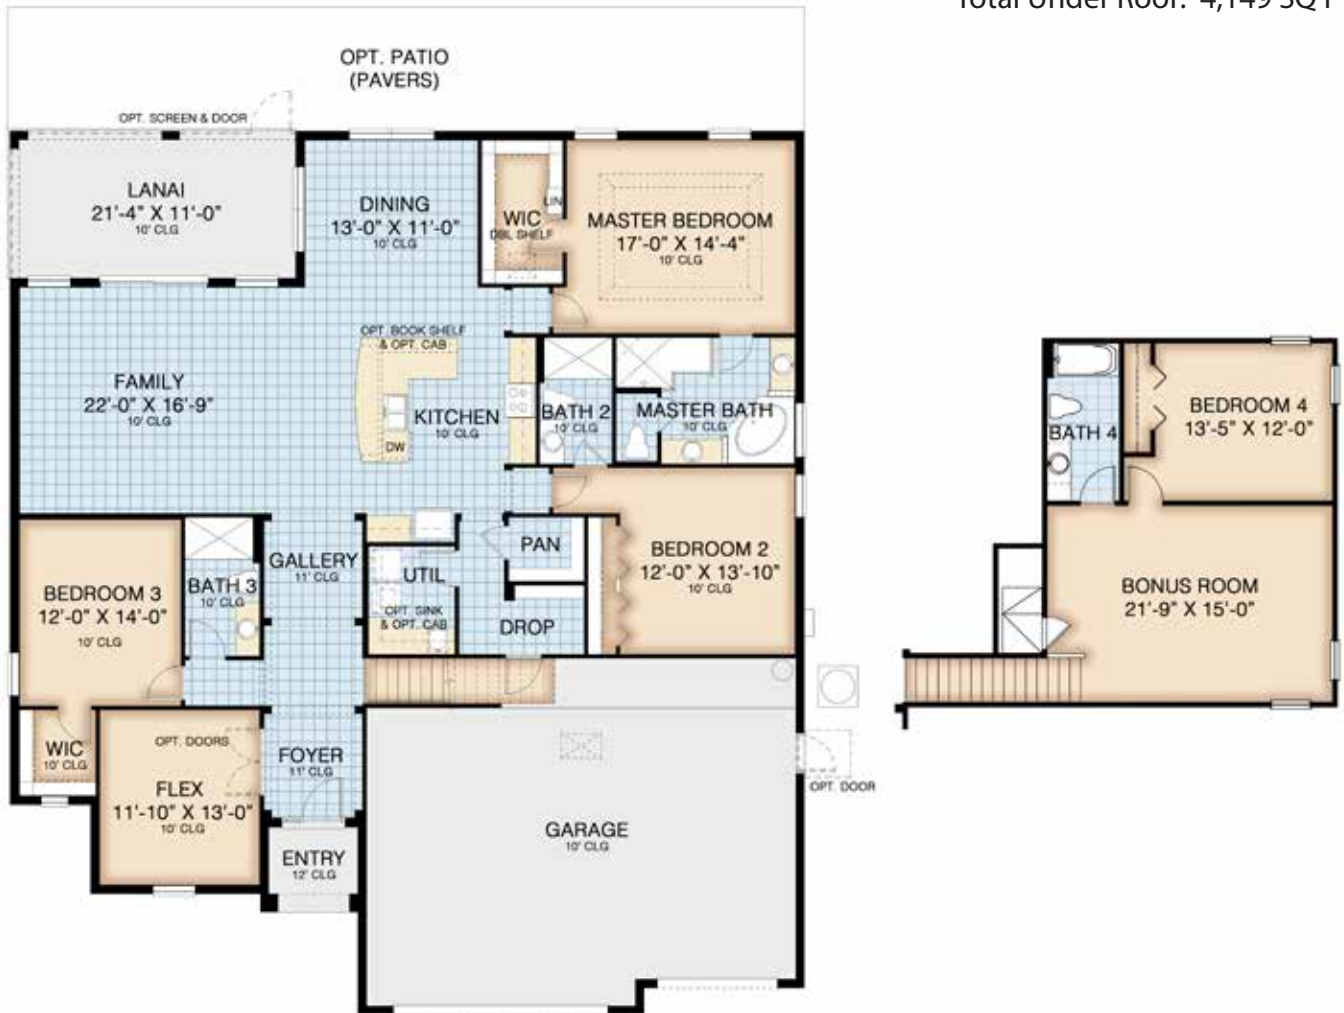 Total Under Roof: 4,149 SQ
OPT. PATIO
(PAVERS)
OPT. SCREEN & DOOR
LANAI
21'-4" X 11'-0"
10' CLG
DINING
13'-0" X 11'-0"
10' CLG
LIN
WIC
DBL SHELF
MASTER BEDROOM
17'-0" X 14'-4"
10' CLG
OPT. BOOK SHELF
& OPT. CAB
FAMILY
22'-0" X 16'-9"
10' CLG
KITCHEN
10' CLG
DW
BATH 2
10' CLG
MASTER BATH
10' CLG
BEDROOM 4
13'-5" X 12'-0"
BATH 4
GALLERY
11' CLG
PAN
BEDROOM 2
12'-0" X 13'-10"
10' CLG
BEDROOM 3
12'-0" X 14'-0"
10' CLG
BATH 3
10' CLG
UTIL
OPT. SINK
& OPT. CAB
DROP
BONUS ROOM
21'-9" X 15'-0"
WIC
10' CLG
OPT. DOORS
FLEX
11'-10" X 13'-0"
10' CLG
FOYER
11' CLG
OPT. DOOR
GARAGE
10' CLG
ENTRY
12' CLG